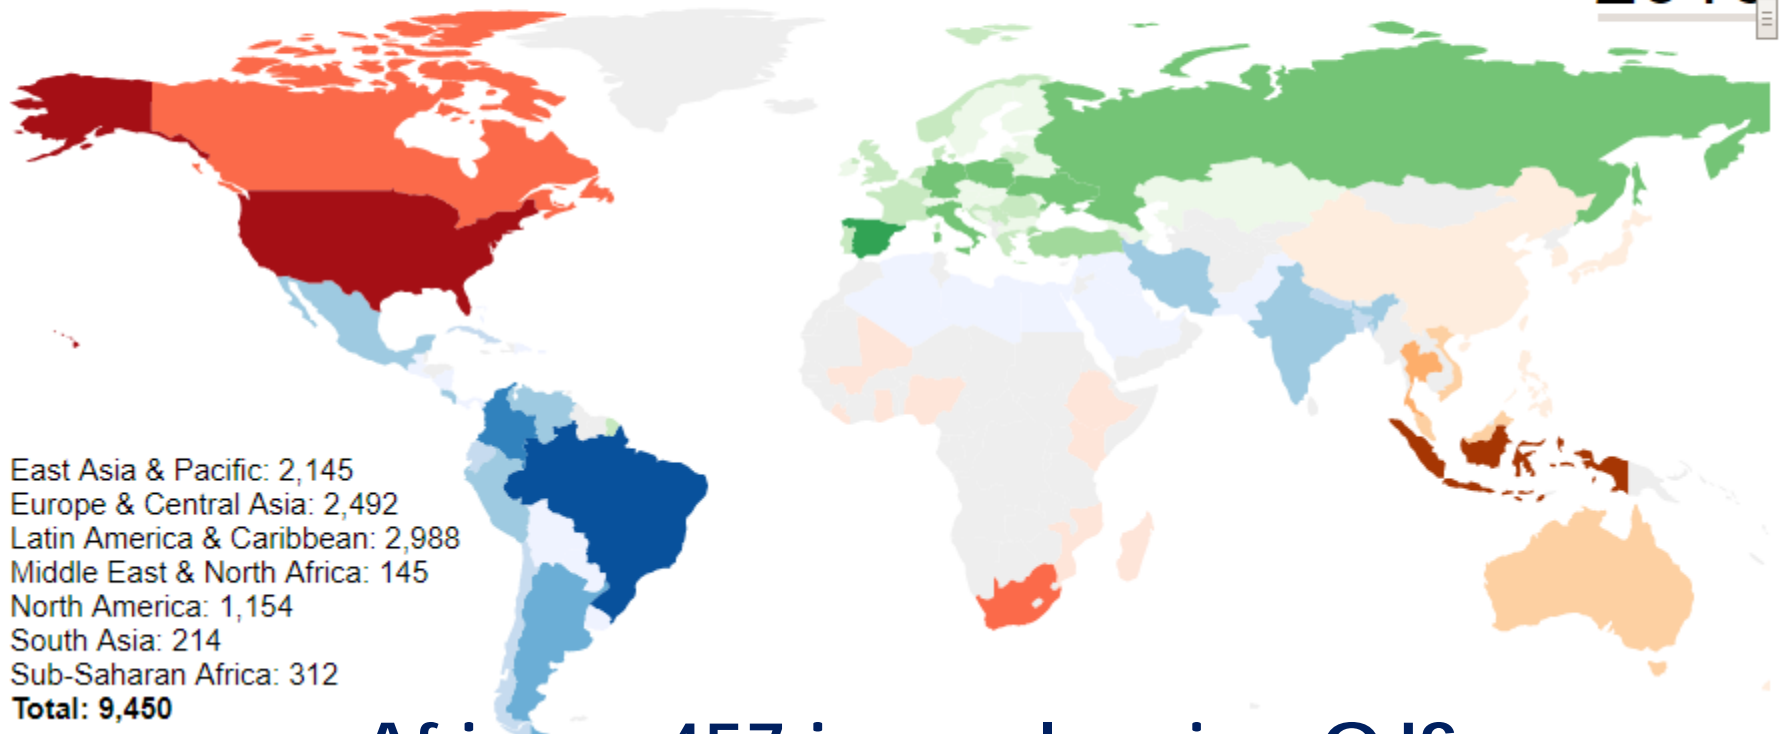 East Asia & Pacific: 2,145
Europe & Central Asia: 2,492
Latin America & Caribbean: 2,988
Middle East & North Africa: 145
North America: 1,154
South Asia: 214
Sub-Saharan Africa: 312
Total: 9,450